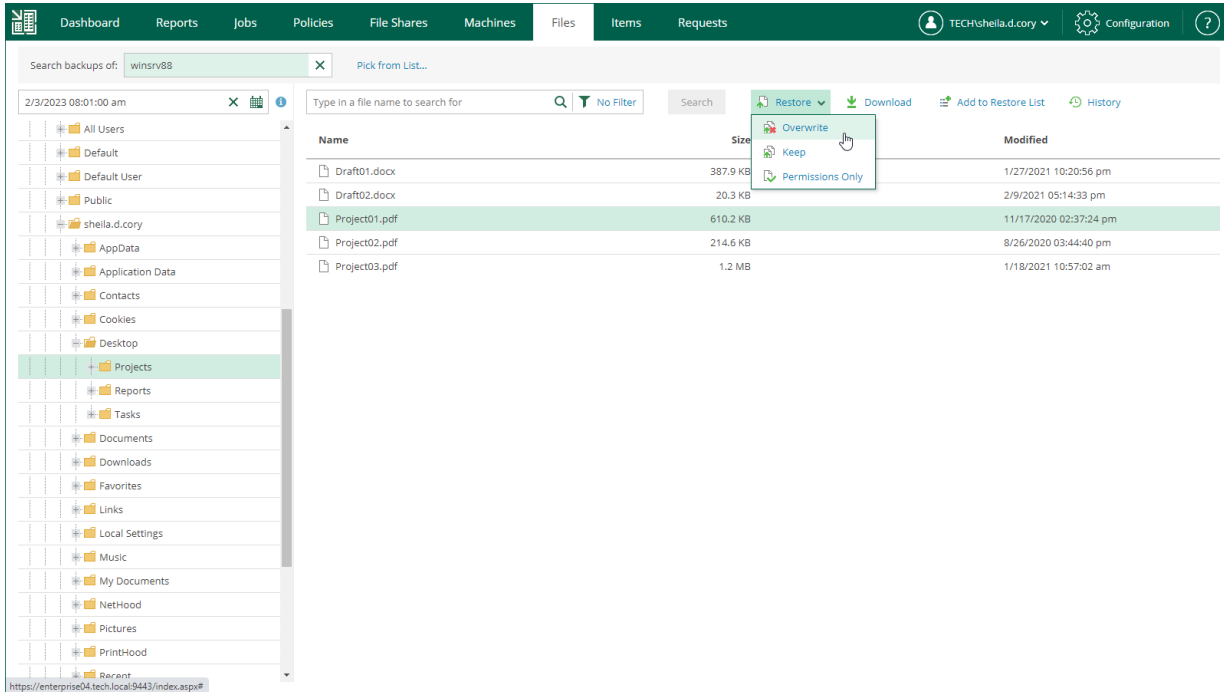 Dashboard Reports Jobs Policies File Shares Machines Files Items Requests TECH\sheila.d.cory Configuration ?
Search backups of: winsrv88 Pick from List...
2/3/2023 08:01:00 am Type in a file name to search for No Filter Search Restore Download Add to Restore List History
Overwrite
Keep
Permissions Only
Name Size Modified
Draft01.docx 387.9 KB 1/27/2021 10:20:56 pm
Draft02.docx 20.3 KB 2/9/2021 05:14:33 pm
Project01.pdf 610.2 KB 11/17/2020 02:37:24 pm
Project02.pdf 214.6 KB 8/26/2020 03:44:40 pm
Project03.pdf 1.2 MB 1/18/2021 10:57:02 am
All Users
Default
Default User
Public
sheila.d.cory
AppData
Application Data
Contacts
Cookies
Desktop
Projects
Reports
Tasks
Documents
Downloads
Favorites
Links
Local Settings
Music
My Documents
NetHood
Pictures
PrintHood
Recent
https://enterprise04.tech.local:9443/index.aspx#